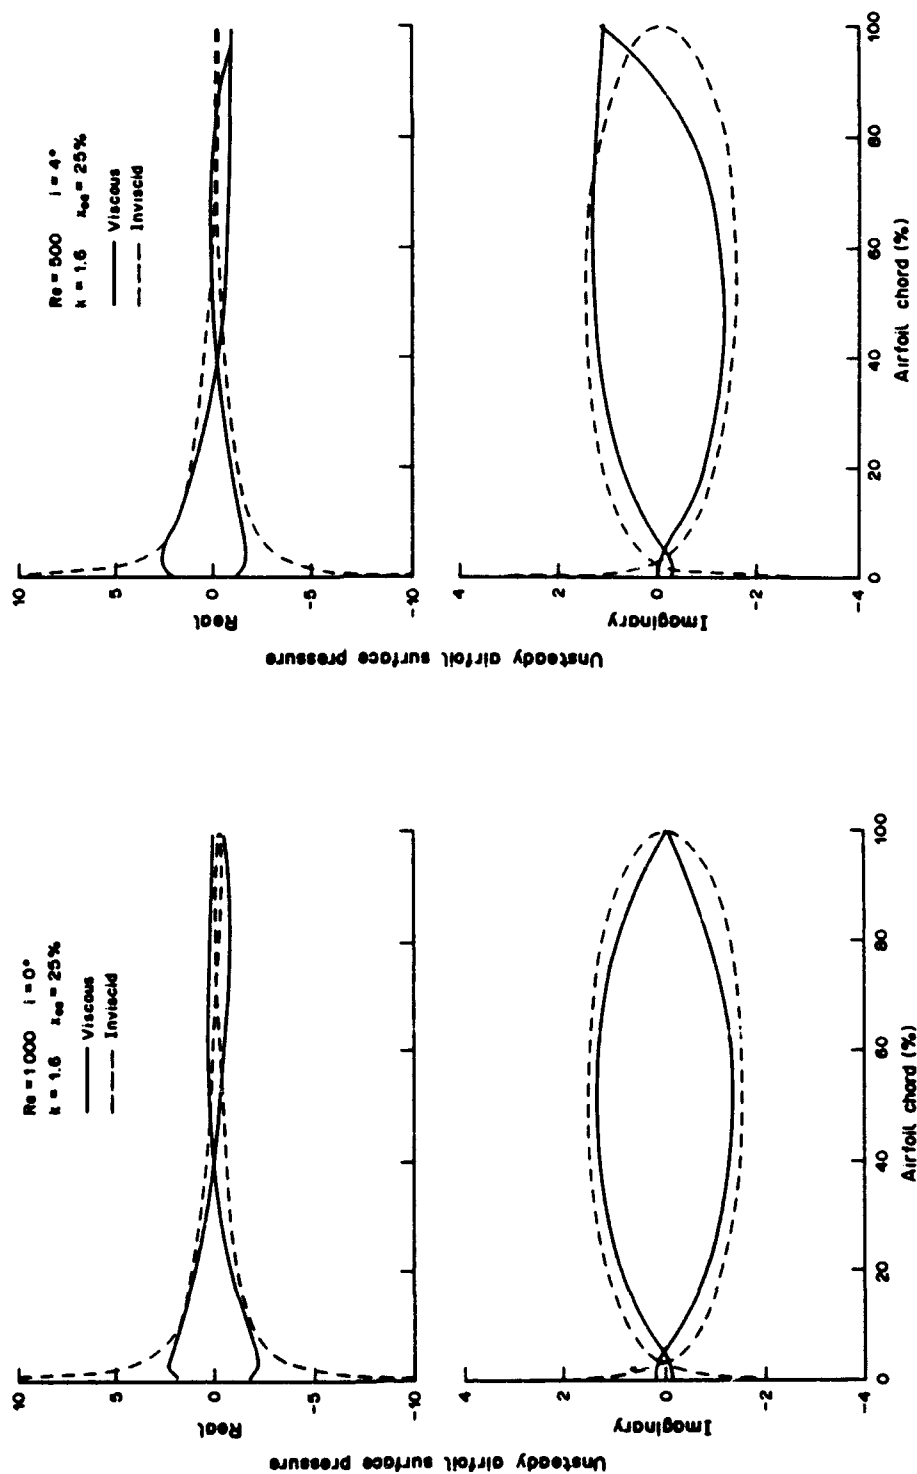 Re = 1000 i = 0°
k = 1.6 xea = 25%
Viscous
Inviscid
10
5
0
-5
-10
Real
4
2
0
-2
-4
Imaginary
Unsteady airfoil surface pressure
0
20
40
60
80
100
Airfoil chord (%)
Re = 500 i = 4°
k = 1.6 xea = 25%
Viscous
Inviscid
10
5
0
-5
-10
Real
4
2
0
-2
-4
Imaginary
Unsteady airfoil surface pressure
0
20
40
60
80
100
Airfoil chord (%)